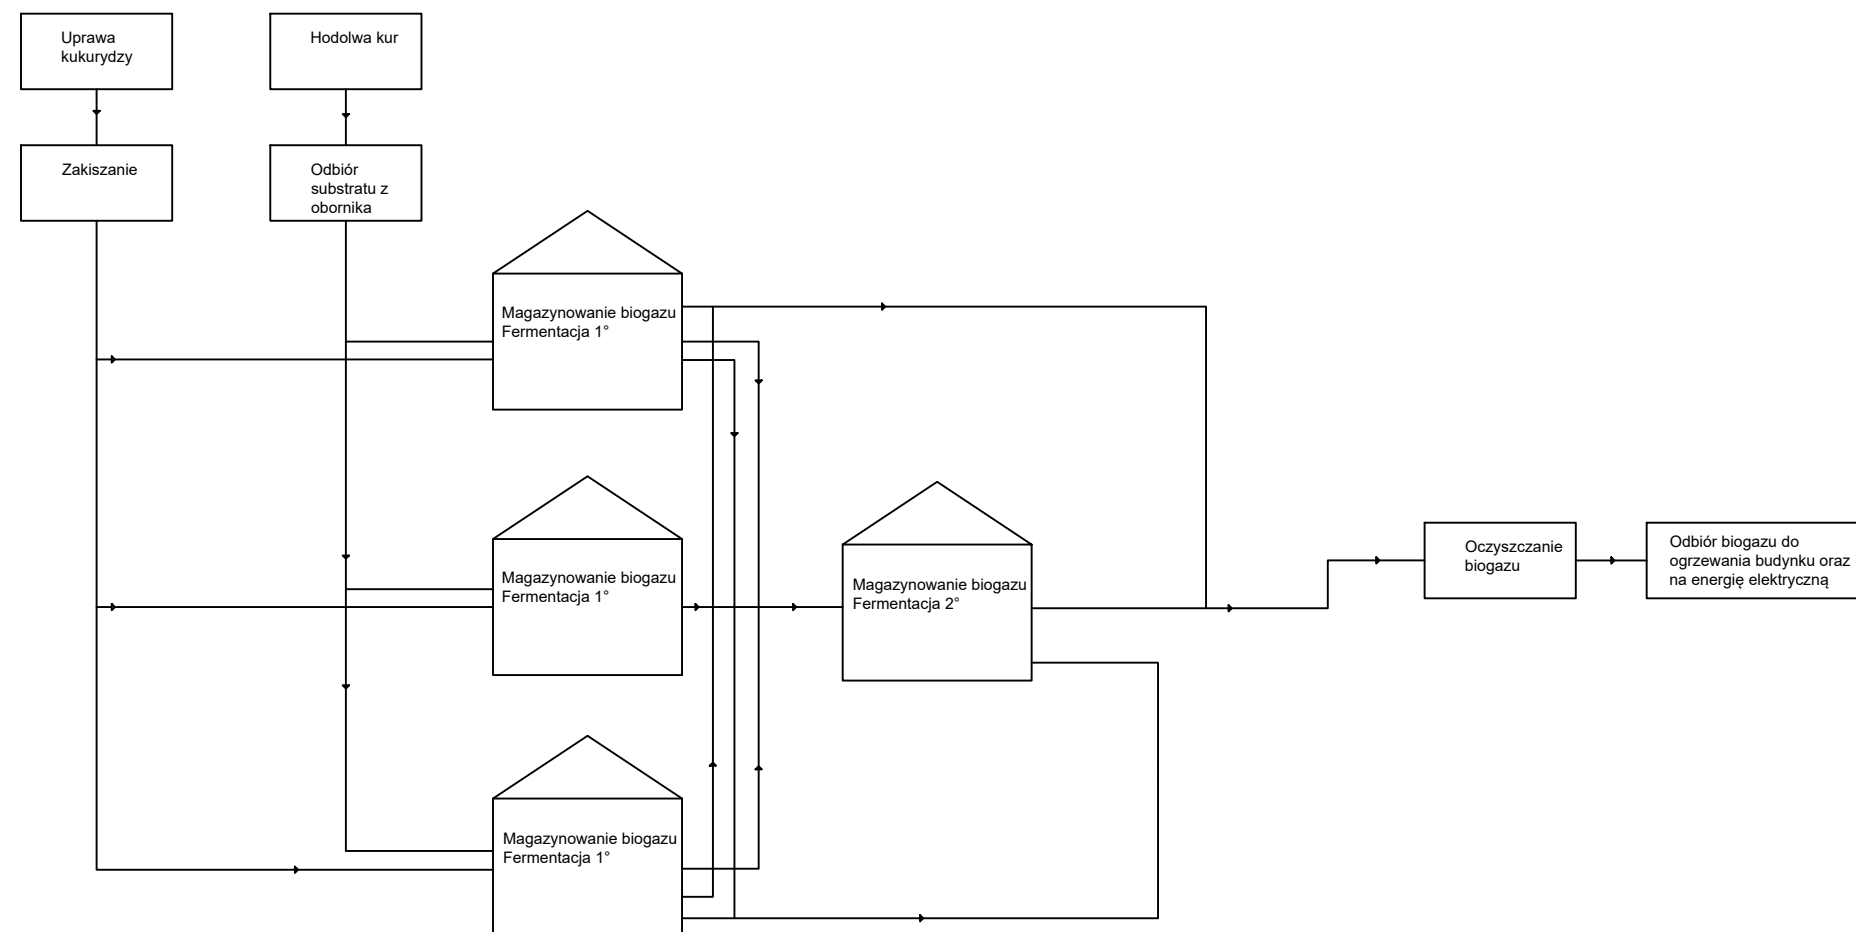 Uprawa
kukurydzy
Hodolwa kur
Zakiszanie
Odbiór
substratu z
obornika
Magazynowanie biogazu
Fermentacja 1°
Magazynowanie biogazu
Fermentacja 1°
Magazynowanie biogazu
Fermentacja 2°
Oczyszczanie
biogazu
Odbiór biogazu do
ogrzewania budynku oraz
na energię elektryczną
Magazynowanie biogazu
Fermentacja 1°